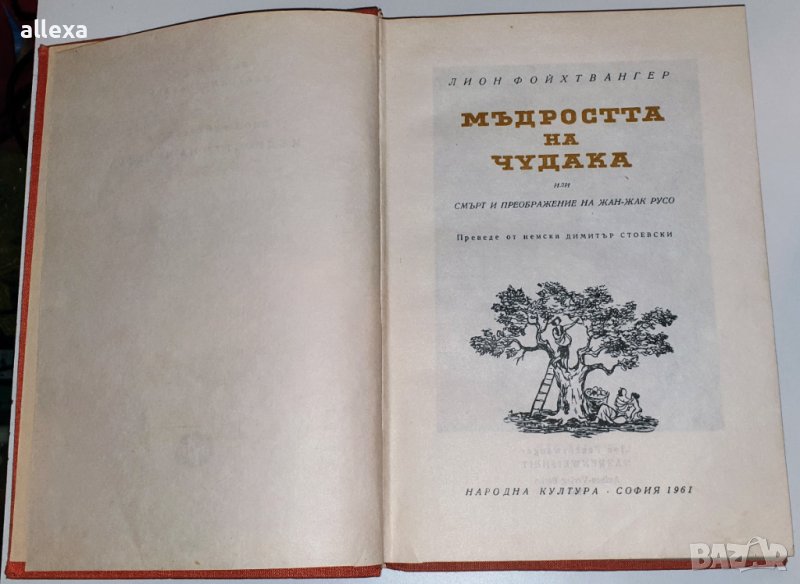 allexa
ЛИОН ФОЙХТВАНГЕР
МЪДРОСТТА
НА
ЧУДАКА
или
СМЪРТ И ПРЕОБРАЖЕНИЕ НА ЖАН-ЖАК РУСО
Преведе от немски ДИМИТЪР СТОЕВСКИ
НАРОДНА КУЛТУРА · СОФИЯ 1961
BAZAR